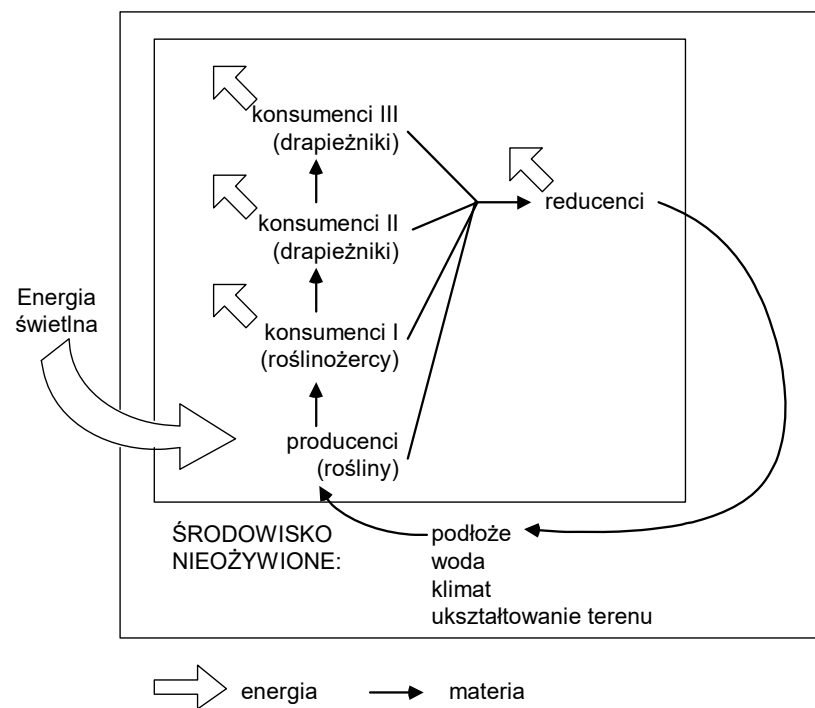 konsumenci III
(drapieżniki)
reducenci
konsumenci II
(drapieżniki)
Energia
świetlna
konsumenci I
(roślinożercy)
producenci
(rośliny)
ŚRODOWISKO
NIEOŻYWIONE:
podłoże
woda
klimat
ukształtowanie terenu
energia
materia